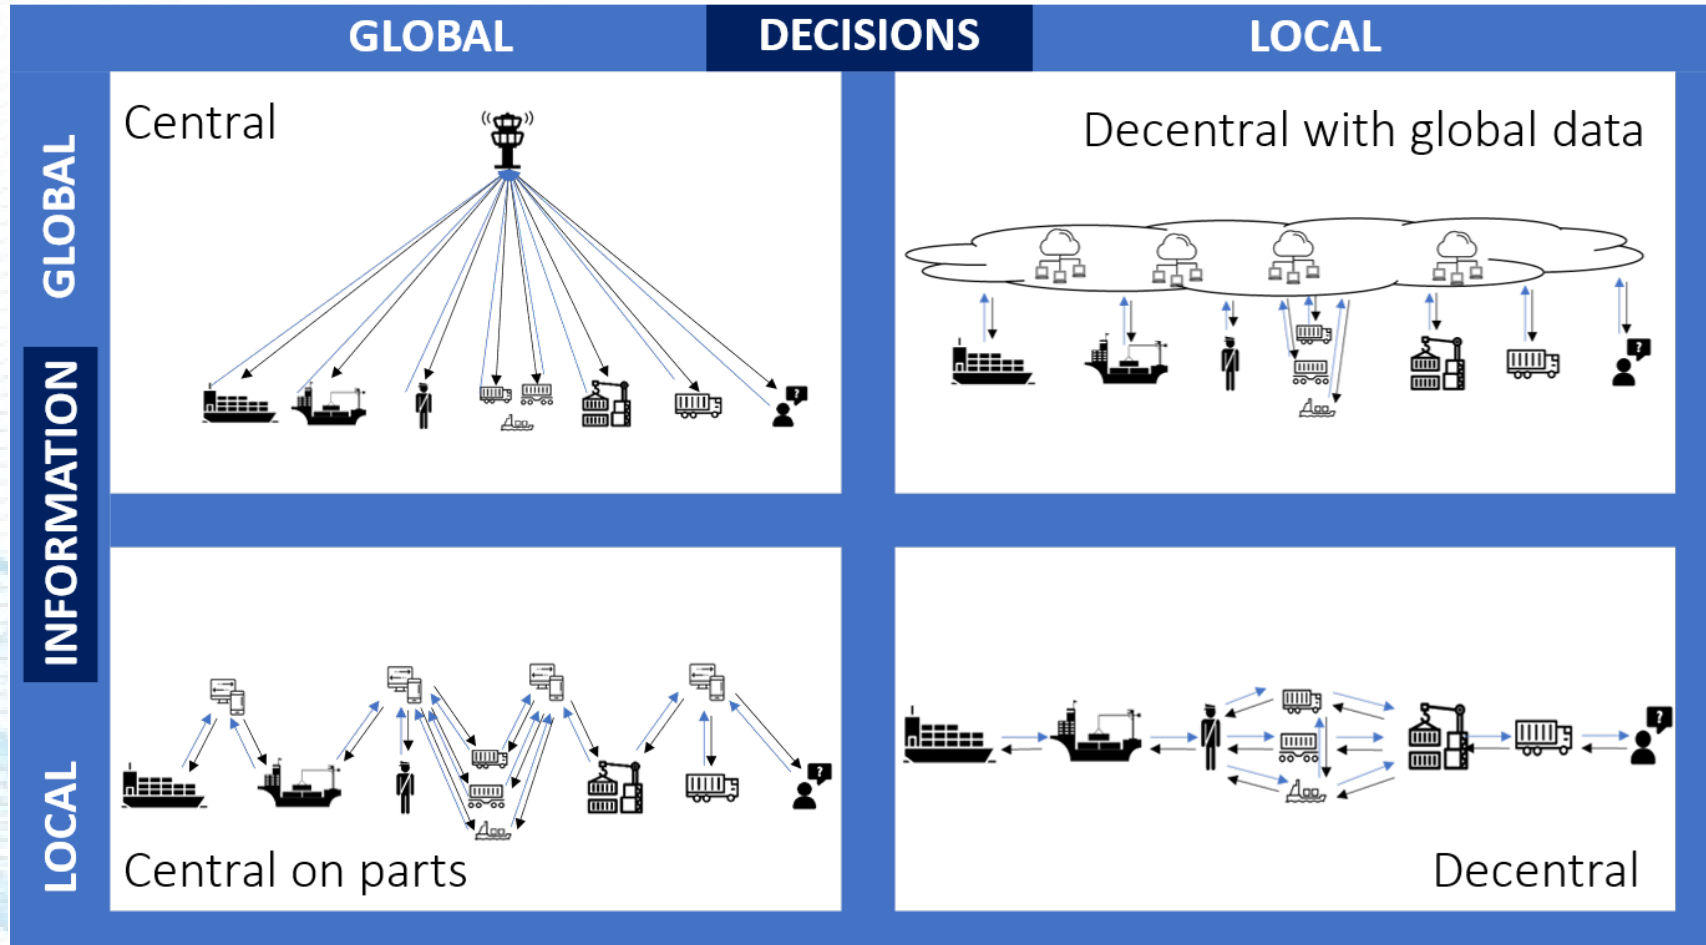 GLOBAL
DECISIONS
LOCAL
GLOBAL
INFORMATION
LOCAL
Central
Decentral with global data
?
?
?
?
Central on parts
Decentral